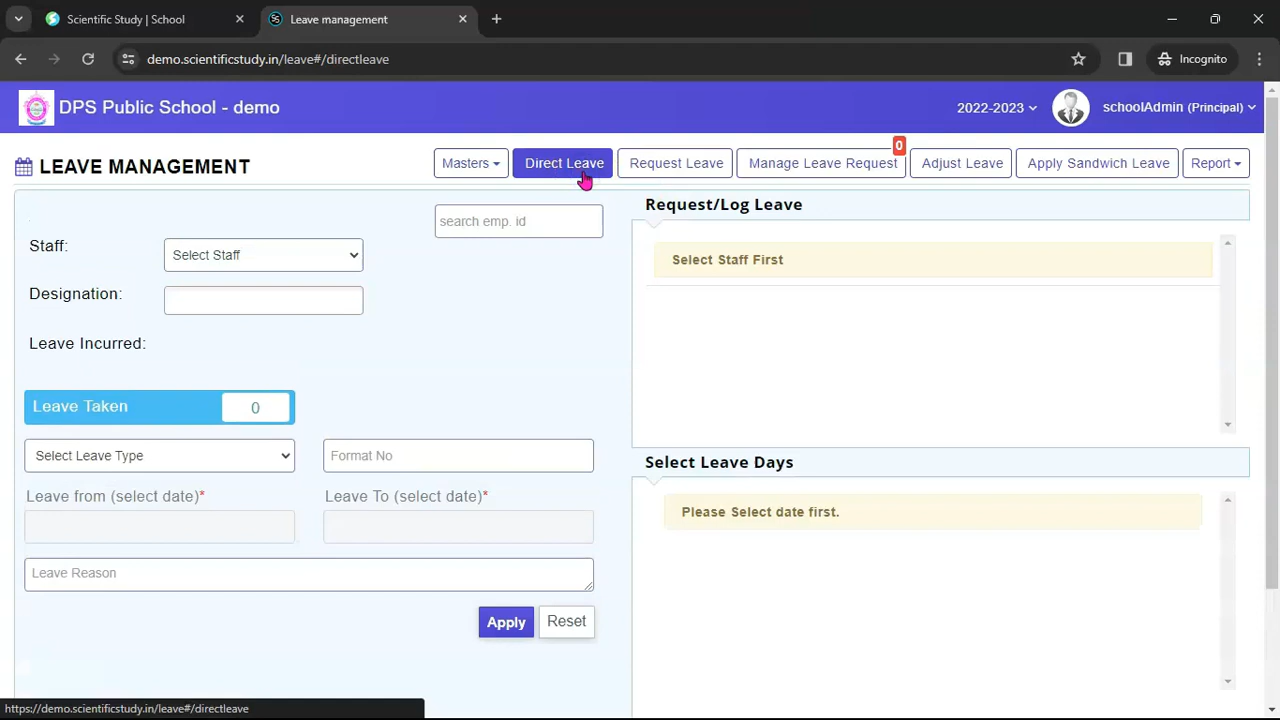 Scientific Study | School
Leave management
demo.scientificstudy.in/leave#/directleave
Incognito
DPS Public School - demo
2022-2023
schoolAdmin (Principal)
LEAVE MANAGEMENT
Masters
Direct Leave
Request Leave
Manage Leave Request
0
Adjust Leave
Apply Sandwich Leave
Report
search emp. id
Staff:
Select Staff
Designation:
Leave Incurred:
Leave Taken
0
Select Leave Type
Format No
Leave from (select date)*
Leave To (select date)*
Leave Reason
Apply
Reset
Request/Log Leave
Select Staff First
Select Leave Days
Please Select date first.
https://demo.scientificstudy.in/leave#/directleave